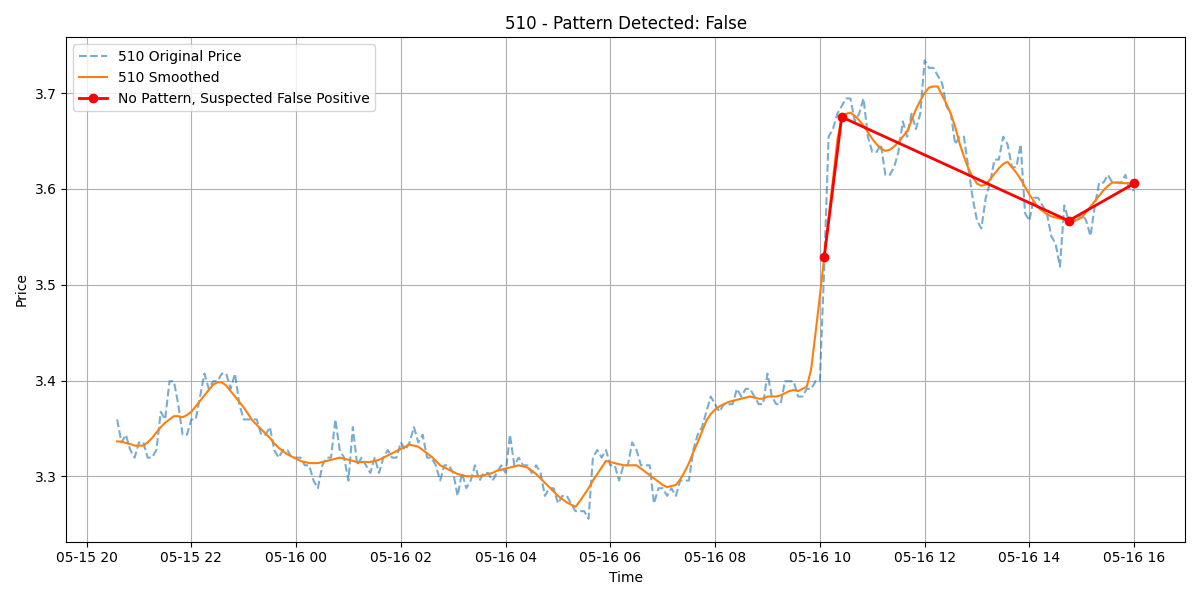 510 - Pattern Detected: False
510 Original Price
510 Smoothed
No Pattern, Suspected False Positive
Price
3.7
3.6
3.5
3.4
3.3
05-15 20 05-15 22 05-16 00 05-16 02 05-16 04 05-16 06 05-16 08 05-16 10 05-16 12 05-16 14 05-16 16
Time